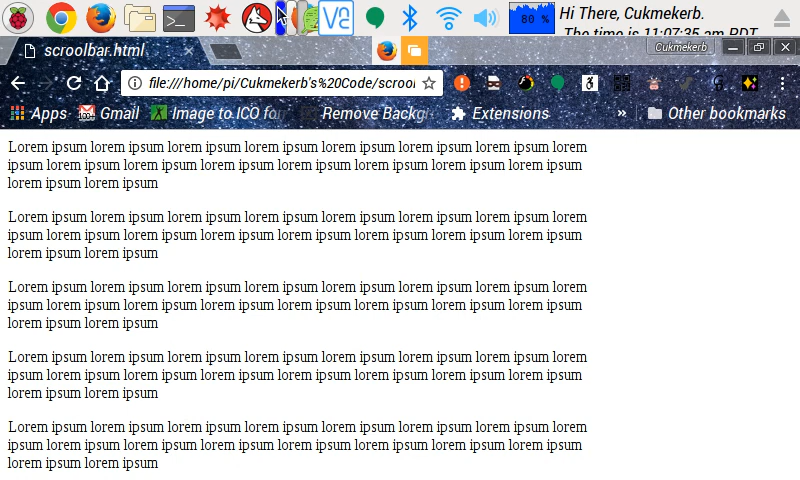 Hi There, Cukmekerb.
80 %
The time is 11:07:35 am PDT
scroolbar.html
Cukmekerb
file:///home/pi/Cukmekerb's%20Code/scrool
Apps Gmail Image to ICO for Remove Backgr Extensions » Other bookmarks
Lorem ipsum lorem ipsum lorem ipsum lorem ipsum lorem ipsum lorem ipsum lorem ipsum lorem
ipsum lorem ipsum lorem ipsum lorem ipsum lorem ipsum lorem ipsum lorem ipsum lorem ipsum
lorem ipsum lorem ipsum
Lorem ipsum lorem ipsum lorem ipsum lorem ipsum lorem ipsum lorem ipsum lorem ipsum lorem
ipsum lorem ipsum lorem ipsum lorem ipsum lorem ipsum lorem ipsum lorem ipsum lorem ipsum
lorem ipsum lorem ipsum
Lorem ipsum lorem ipsum lorem ipsum lorem ipsum lorem ipsum lorem ipsum lorem ipsum lorem
ipsum lorem ipsum lorem ipsum lorem ipsum lorem ipsum lorem ipsum lorem ipsum lorem ipsum
lorem ipsum lorem ipsum
Lorem ipsum lorem ipsum lorem ipsum lorem ipsum lorem ipsum lorem ipsum lorem ipsum lorem
ipsum lorem ipsum lorem ipsum lorem ipsum lorem ipsum lorem ipsum lorem ipsum lorem ipsum
lorem ipsum lorem ipsum
Lorem ipsum lorem ipsum lorem ipsum lorem ipsum lorem ipsum lorem ipsum lorem ipsum lorem
ipsum lorem ipsum lorem ipsum lorem ipsum lorem ipsum lorem ipsum lorem ipsum lorem ipsum
lorem ipsum lorem ipsum